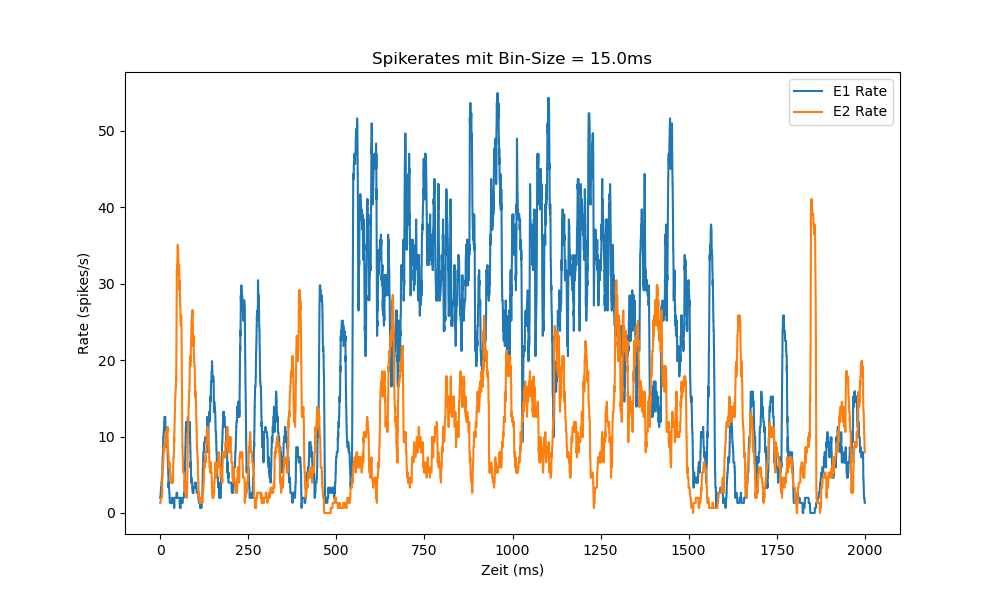 Spikerates mit Bin-Size = 15.0ms
E1 Rate
E2 Rate
Rate (spikes/s)
50
40
30
20
10
0
0 250 500 750 1000 1250 1500 1750 2000
Zeit (ms)